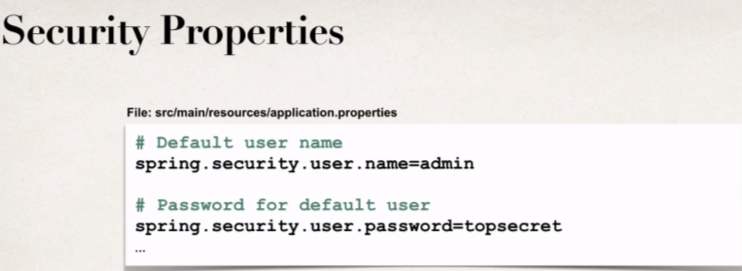 Security Properties
File: src/main/resources/application.properties
# Default user name
spring.security.user.name=admin
# Password for default user
spring.security.user.password=topsecret
...